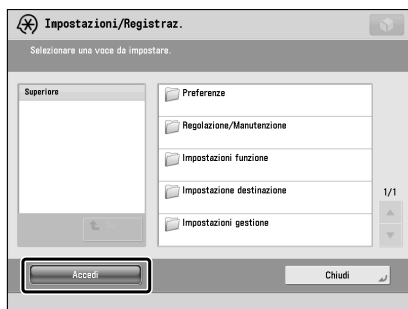 Impostazioni/Registraz.
Selezionare una voce da impostare.
Superiore
Preferenze
Regolazione/Manutenzione
Impostazioni funzione
Impostazione destinazione
Impostazioni gestione
1/1
Accedi
Chiudi